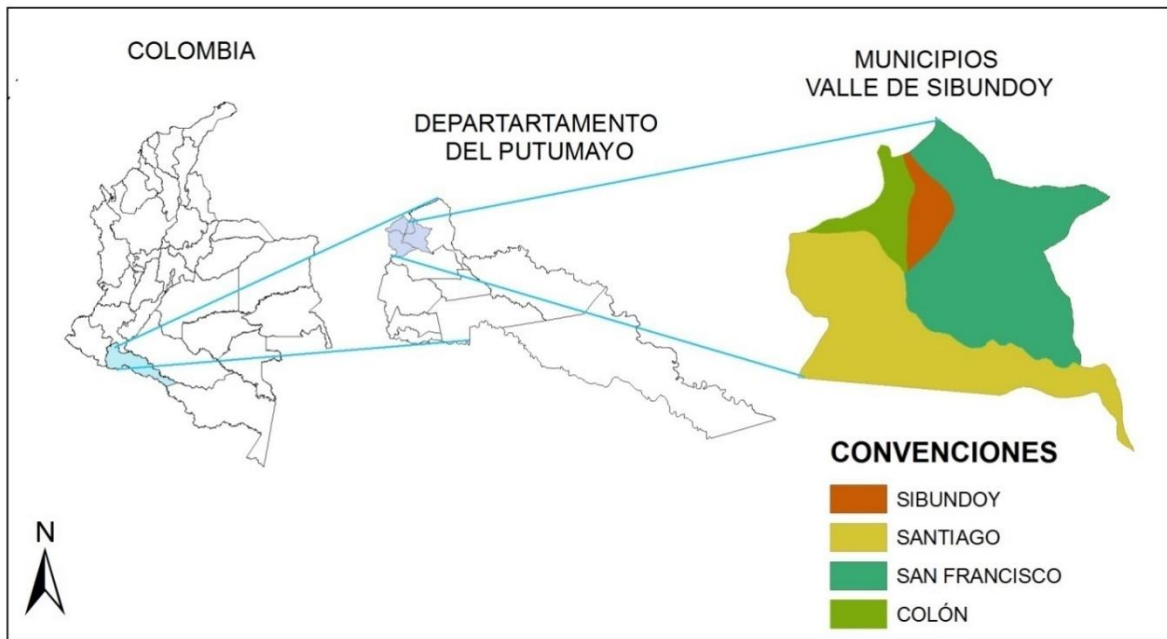 COLOMBIA
DEPARTARTAMENTO
DEL PUTUMAYO
MUNICIPIOS
VALLE DE SIBUNDOY
CONVENCIONES
SIBUNDOY
SANTIAGO
SAN FRANCISCO
COLÓN
N